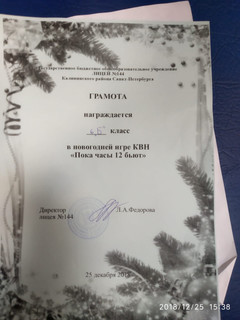 Государственное бюджетное общеобразовательное учреждение
ЛИЦЕЙ №144
Калининского района Санкт-Петербурга
ГРАМОТА
награждается
класс
в новогодней игре КВН
«Пока часы 12 бьют»
Директор
лицея №144
Л.А.Федорова
25 декабря
2018/12/25 15:38